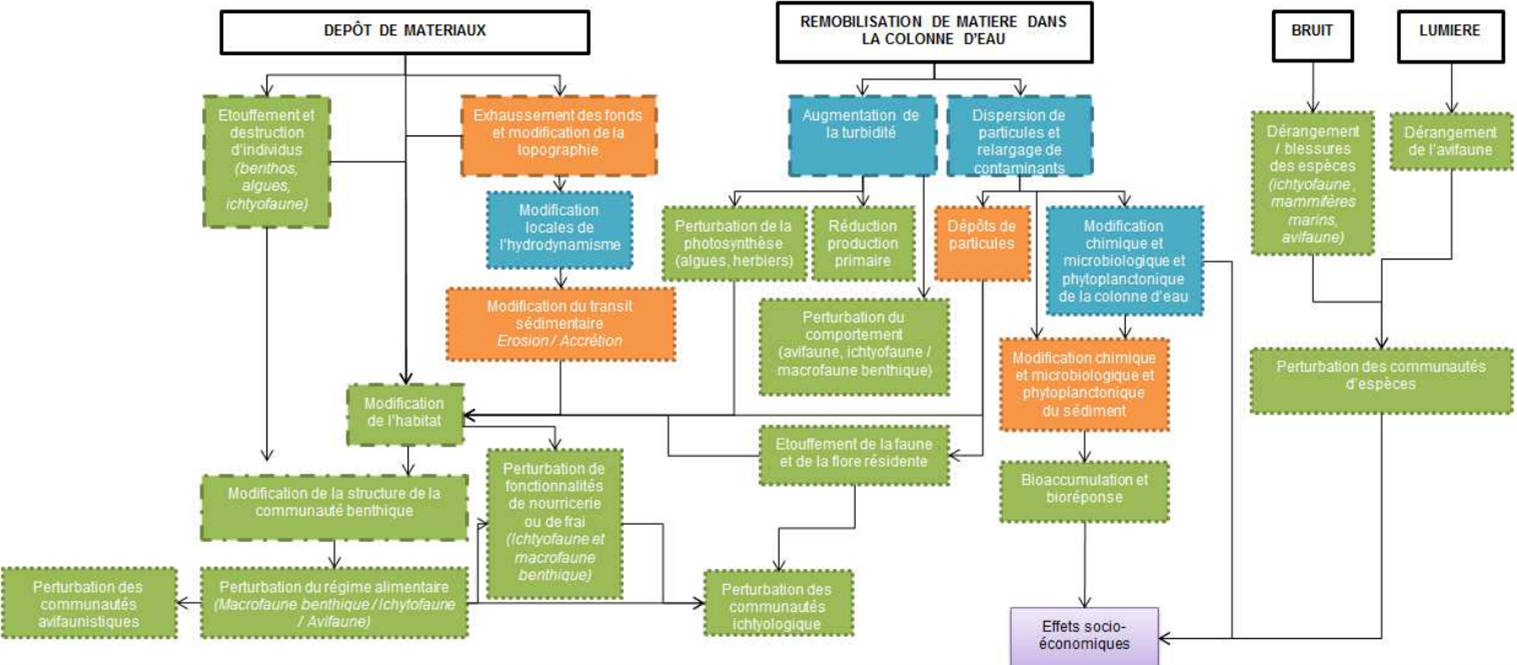 DEPÔT DE MATERIAUX
REMOBILISATION DE MATIERE DANS
LA COLONNE D'EAU
BRUIT
LUMIERE
Etouffement et
destruction
d'individus
(benthos,
algues,
ichtyofaune)
Exhaussement des fonds
et modification de la
topographie
Augmentation de
la turbidité
Dispersion de
particules et
relargage de
contaminants
Dérangement
/ blessures
des espèces
(ichtyofaune,
mammifères
marins,
avifaune)
Dérangement
de l'avifaune
Modification
locales de
l'hydrodynamisme
Perturbation de la
photosynthèse
(algues, herbiers)
Réduction
production
primaire
Dépôts de
particules
Modification
chimique et
microbiologique et
phytoplanctonique
de la colonne d'eau
Modification du transit
sédimentaire
Erosion / Accrétion
Perturbation du
comportement
(avifaune, ichtyofaune /
macrofaune benthique)
Modification chimique
et microbiologique et
phytoplanctonique
du sédiment
Perturbation des communautés
d'espèces
Modification
de l'habitat
Etouffement de la faune
et de la flore résidente
Perturbation de
fonctionnalités
de nourricerie
ou de frai
(Ichtyofaune et
macrofaune
benthique)
Bioaccumulation et
bioréponse
Modification de la structure de la
communauté benthique
Perturbation des
communautés
avifaunistiques
Perturbation du régime alimentaire
(Macrofaune benthique / Ichytofaune
/ Avifaune)
Perturbation des
communautés
ichtyologique
Effets socio-
économiques